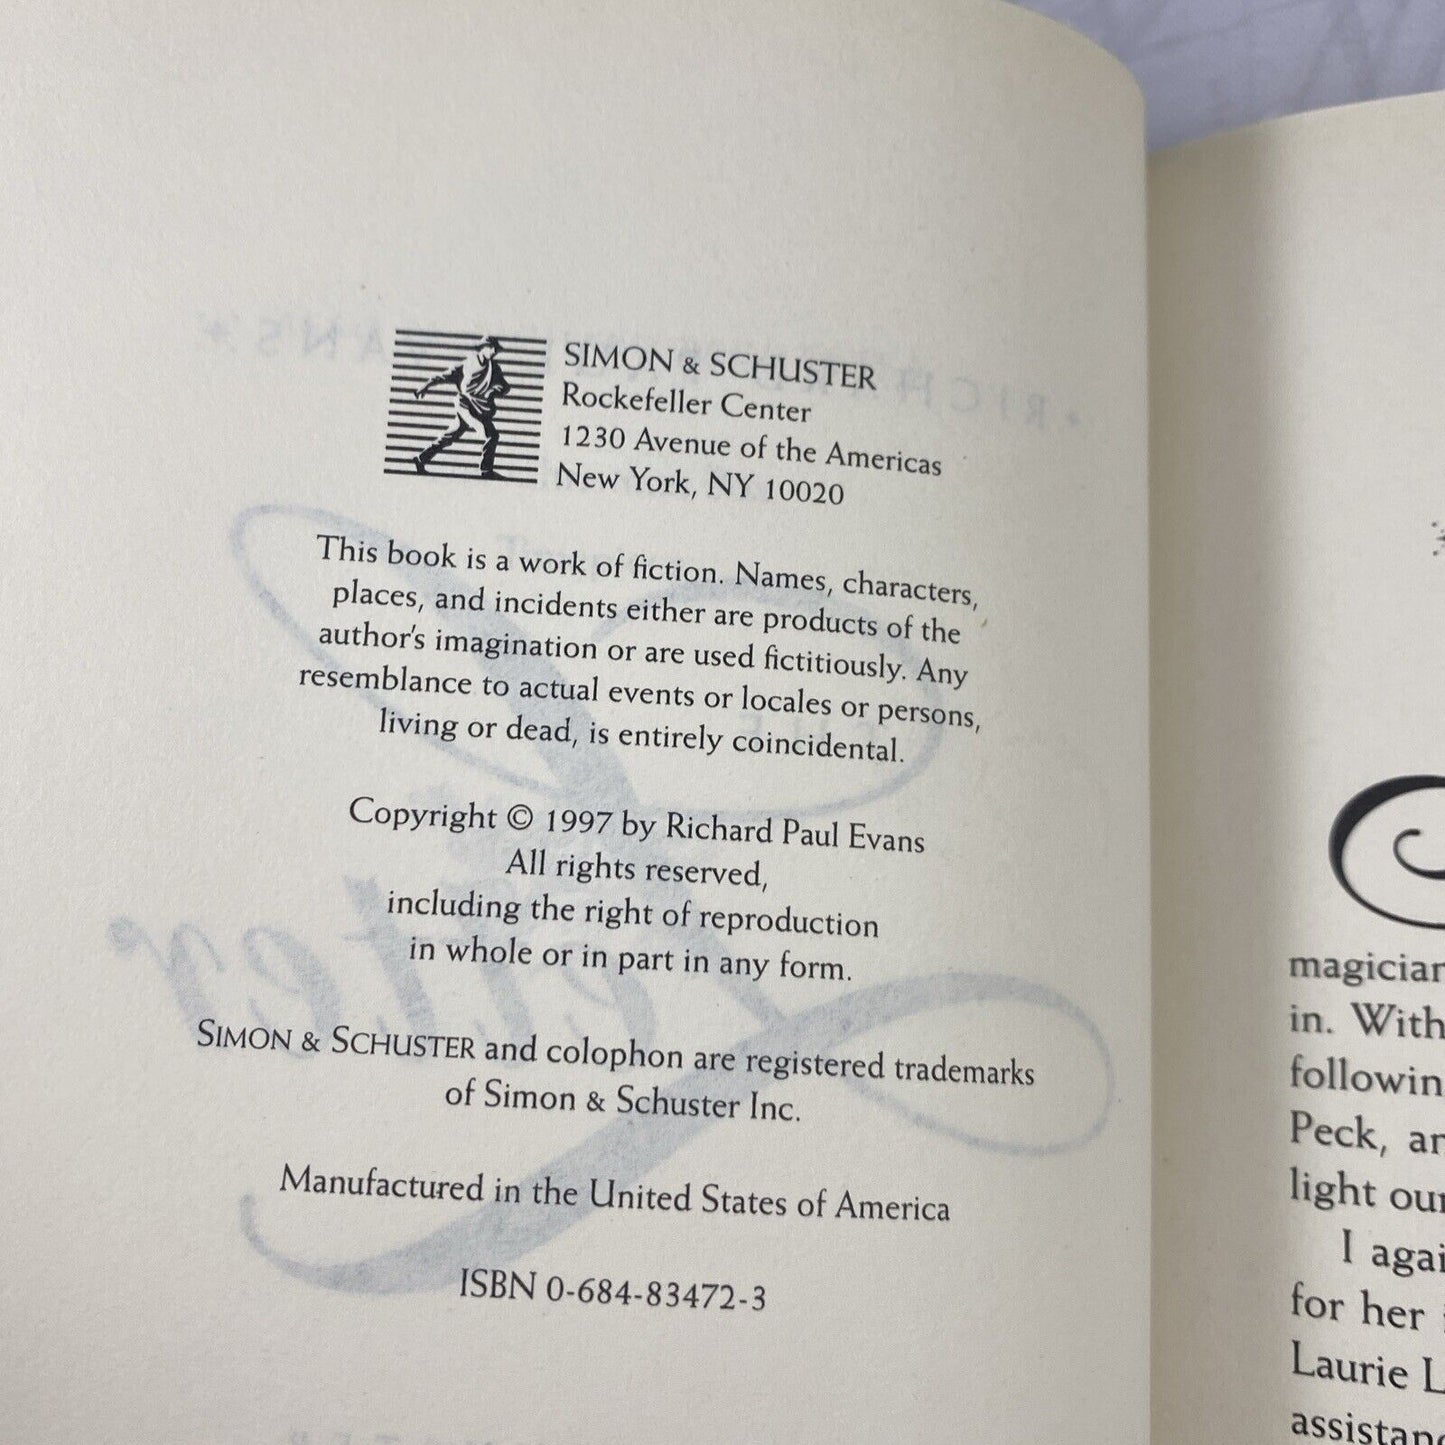 SIMON & SCHUSTER
Rockefeller Center
1230 Avenue of the Americas
New York, NY 10020
This book is a work of fiction. Names, characters,
places, and incidents either are products of the
author's imagination or are used fictitiously. Any
resemblance to actual events or locales or persons,
living or dead, is entirely coincidental.
Copyright © 1997 by Richard Paul Evans
All rights reserved,
including the right of reproduction
in whole or in part in any form.
SIMON & SCHUSTER and colophon are registered trademarks
of Simon & Schuster Inc.
Manufactured in the United States of America
ISBN 0-684-83472-3
magician
in. With
followin
Peck, an
light our
I agai
for her
Laurie L
assistanc